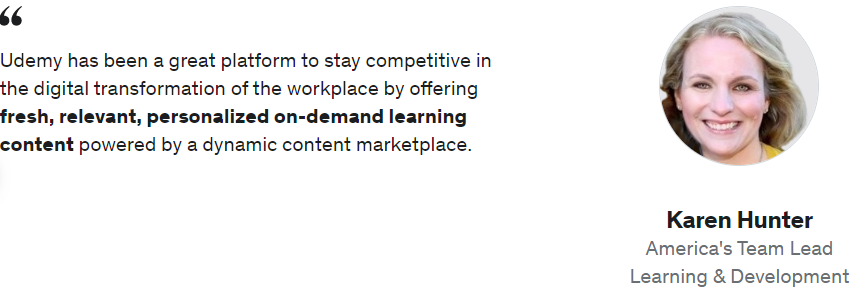 “
Udemy has been a great platform to stay competitive in
the digital transformation of the workplace by offering
fresh, relevant, personalized on-demand learning
content powered by a dynamic content marketplace.
Karen Hunter
America's Team Lead
Learning & Development